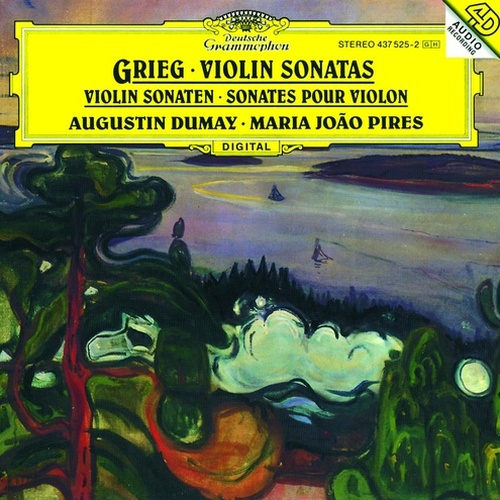 Deutsche
Grammophon
STEREO 437 525-2 GH
4D
AUDIO
RECORDING
GRIEG · VIOLIN SONATAS
VIOLIN SONATEN · SONATES POUR VIOLON
AUGUSTIN DUMAY · MARIA JOÃO PIRES
DIGITAL